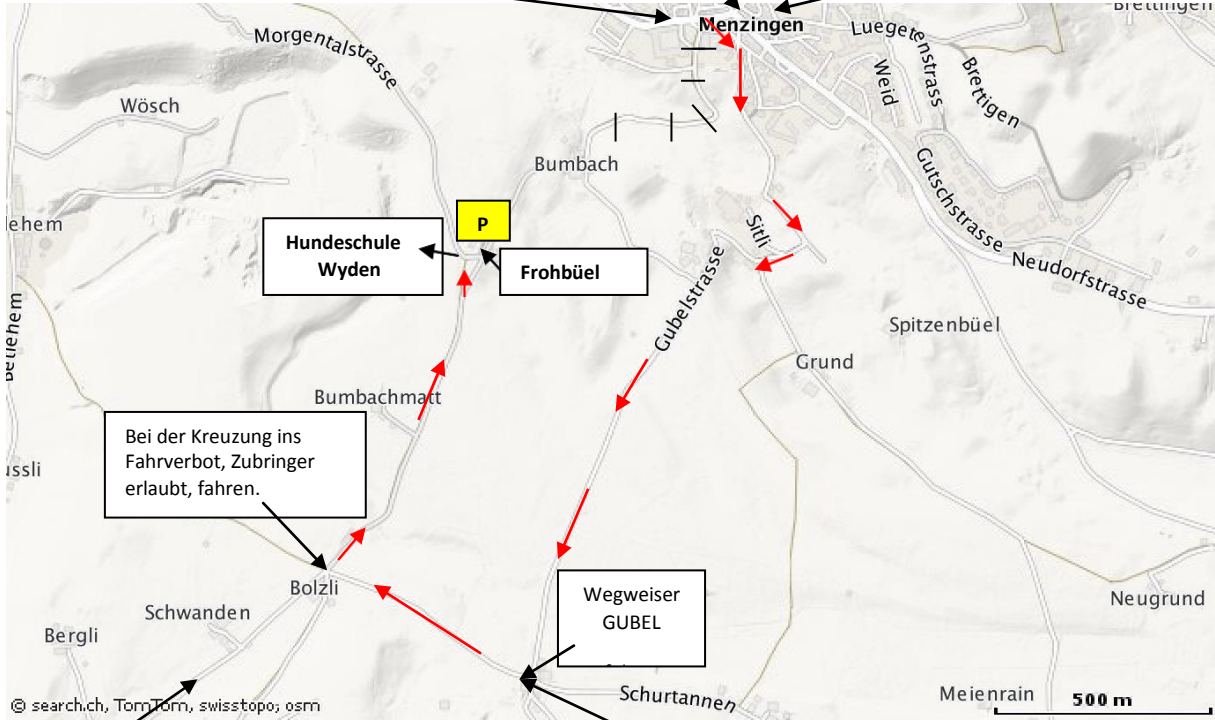 Brettingen
Menzingen
Luegetenstrass
Morgentalstrasse
Weid
Brettigen
Wösch
Bumbach
Gutschstrasse
P
Sitli
Hundeschule
Wyden
Frohbüel
Neudorfstrasse
Gubelstrasse
Betlehem
Spitzenbüel
Grund
Bumbachmatt
Bei der Kreuzung ins
Fahrverbot, Zubringer
erlaubt, fahren.
Bolzli
Wegweiser
GUBEL
Schwanden
Bergli
Neugrund
Schurtannen
Meienrain
500 m
© search.ch, TomTom, swisstopo; osm